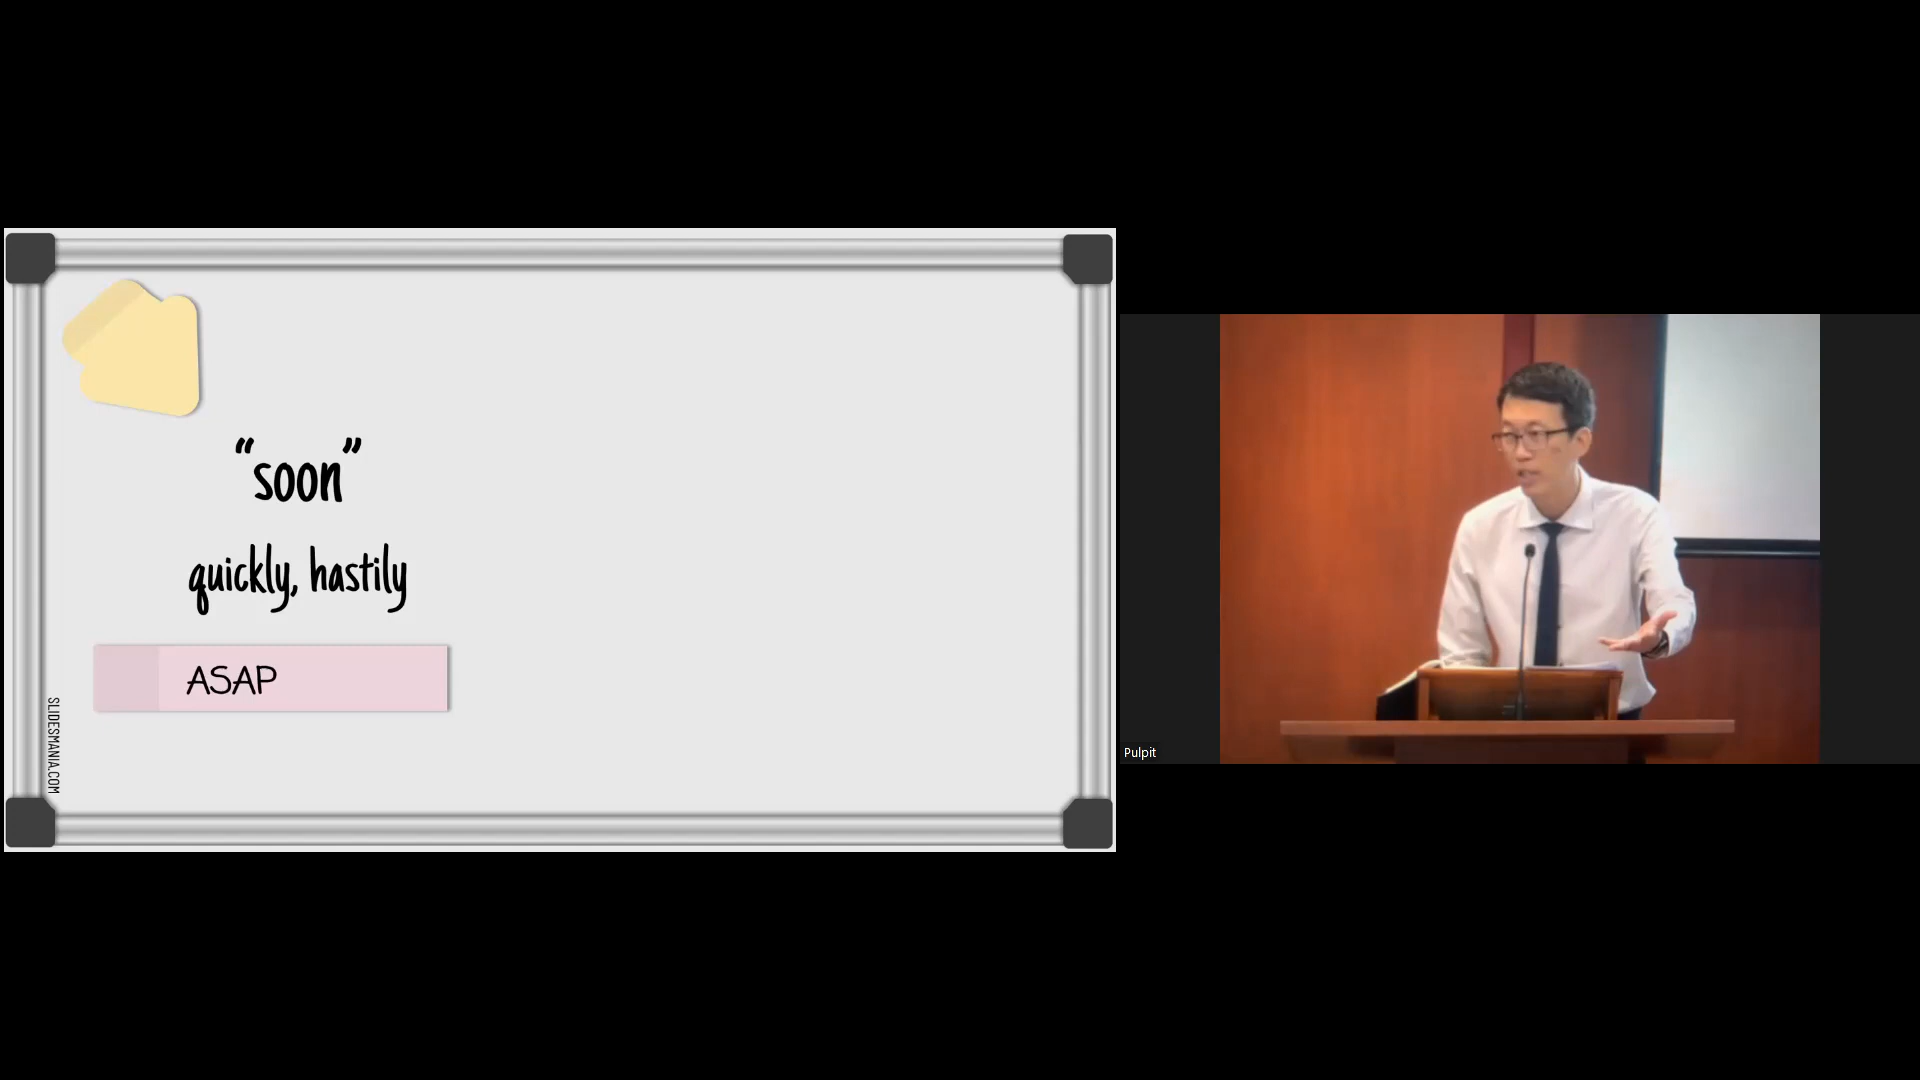 “soon”
quickly, hastily
ASAP
SLIDESMANIA.COM
Pulpit